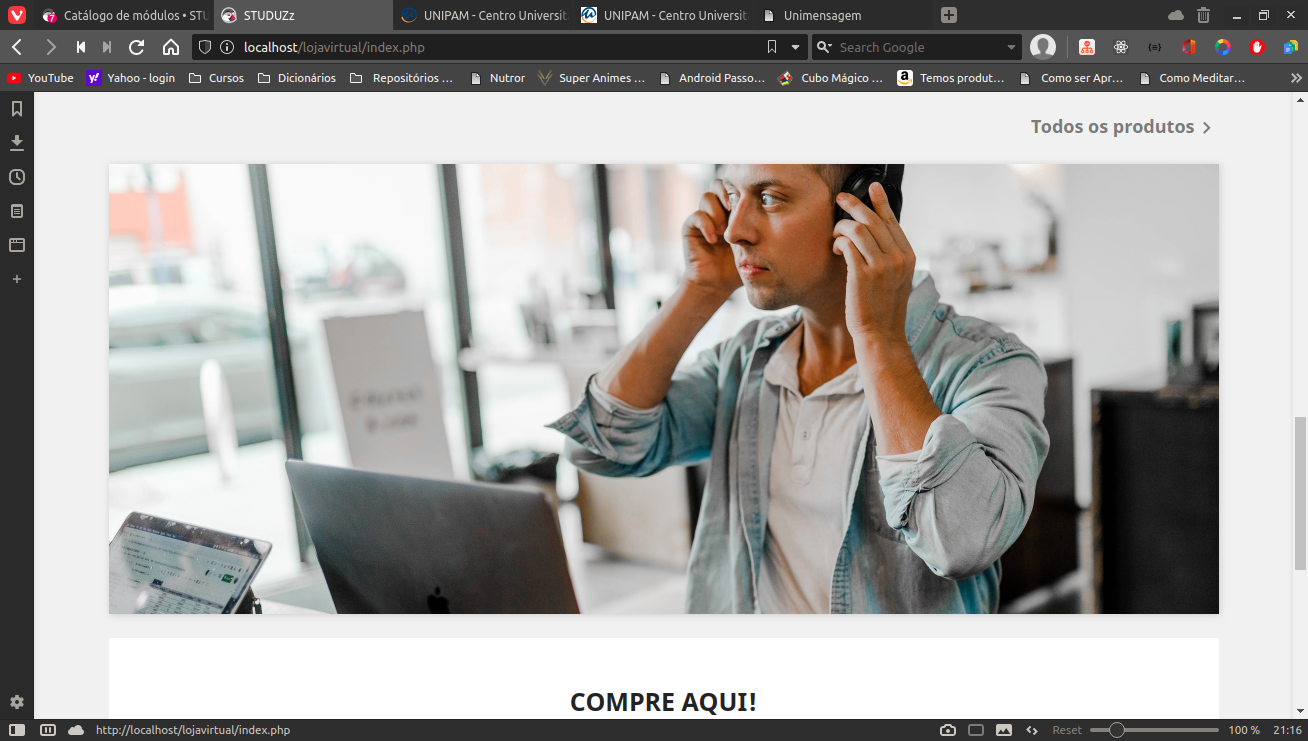 Catálogo de módulos • STU
STUDUZz
UNIPAM - Centro Universit
UNIPAM - Centro Universit
Unimensagem
localhost/lojavirtual/index.php
Search Google
YouTube
Yahoo - login
Cursos
Dicionários
Repositórios ...
Nutror
Super Animes ...
Android Passo...
Cubo Mágico ...
Temos produt...
Como ser Apr...
Como Meditar...
Todos os produtos
COMPRE AQUI!
http://localhost/lojavirtual/index.php
Reset
100 %
21:16